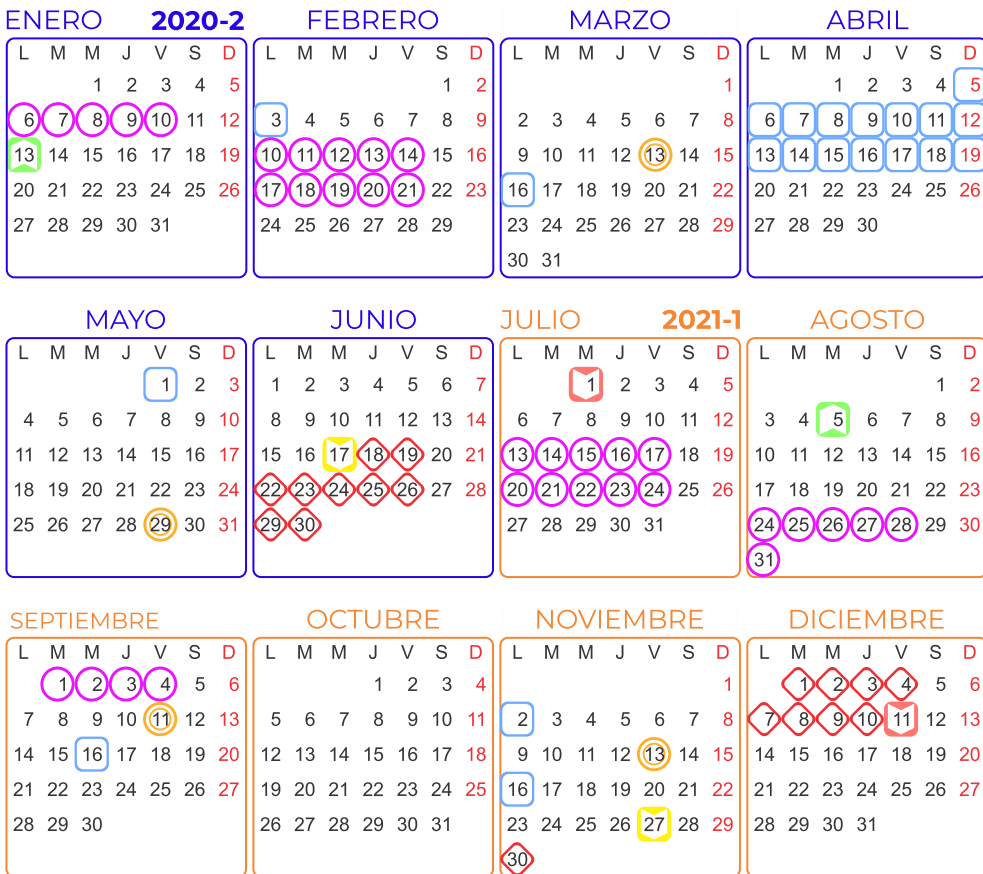 ENERO 2020-2
L M M J V S D
1 2 3 4 5
6 7 8 9 10 11 12
13 14 15 16 17 18 19
20 21 22 23 24 25 26
27 28 29 30 31
FEBRERO
L M M J V S D
1 2
3 4 5 6 7 8 9
10 11 12 13 14 15 16
17 18 19 20 21 22 23
24 25 26 27 28 29
MARZO
L M M J V S D
1
2 3 4 5 6 7 8
9 10 11 12 13 14 15
16 17 18 19 20 21 22
23 24 25 26 27 28 29
30 31
ABRIL
L M M J V S D
1 2 3 4 5
6 7 8 9 10 11 12
13 14 15 16 17 18 19
20 21 22 23 24 25 26
27 28 29 30
MAYO
L M M J V S D
1 2 3
4 5 6 7 8 9 10
11 12 13 14 15 16 17
18 19 20 21 22 23 24
25 26 27 28 29 30 31
JUNIO
L M M J V S D
1 2 3 4 5 6 7
8 9 10 11 12 13 14
15 16 17 18 19 20 21
22 23 24 25 26 27 28
29 30
JULIO 2021-1
L M M J V S D
1 2 3 4 5
6 7 8 9 10 11 12
13 14 15 16 17 18 19
20 21 22 23 24 25 26
27 28 29 30 31
AGOSTO
L M M J V S D
1 2
3 4 5 6 7 8 9
10 11 12 13 14 15 16
17 18 19 20 21 22 23
24 25 26 27 28 29 30
31
SEPTIEMBRE
L M M J V S D
1 2 3 4 5 6
7 8 9 10 11 12 13
14 15 16 17 18 19 20
21 22 23 24 25 26 27
28 29 30
OCTUBRE
L M M J V S D
1 2 3 4
5 6 7 8 9 10 11
12 13 14 15 16 17 18
19 20 21 22 23 24 25
26 27 28 29 30 31
NOVIEMBRE
L M M J V S D
1
2 3 4 5 6 7 8
9 10 11 12 13 14 15
16 17 18 19 20 21 22
23 24 25 26 27 28 29
30
DICIEMBRE
L M M J V S D
1 2 3 4 5 6
7 8 9 10 11 12 13
14 15 16 17 18 19 20
21 22 23 24 25 26 27
28 29 30 31